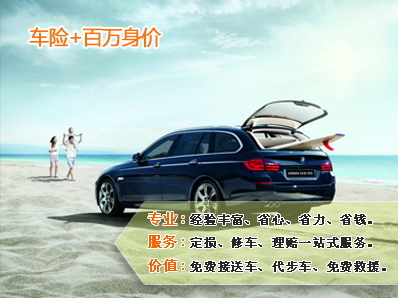 车险+百万身价
专业：经验丰富、省心、省力、省钱。
服务：定损、修车、理赔一站式服务。
价值：免费接送车、代步车、免费救援。